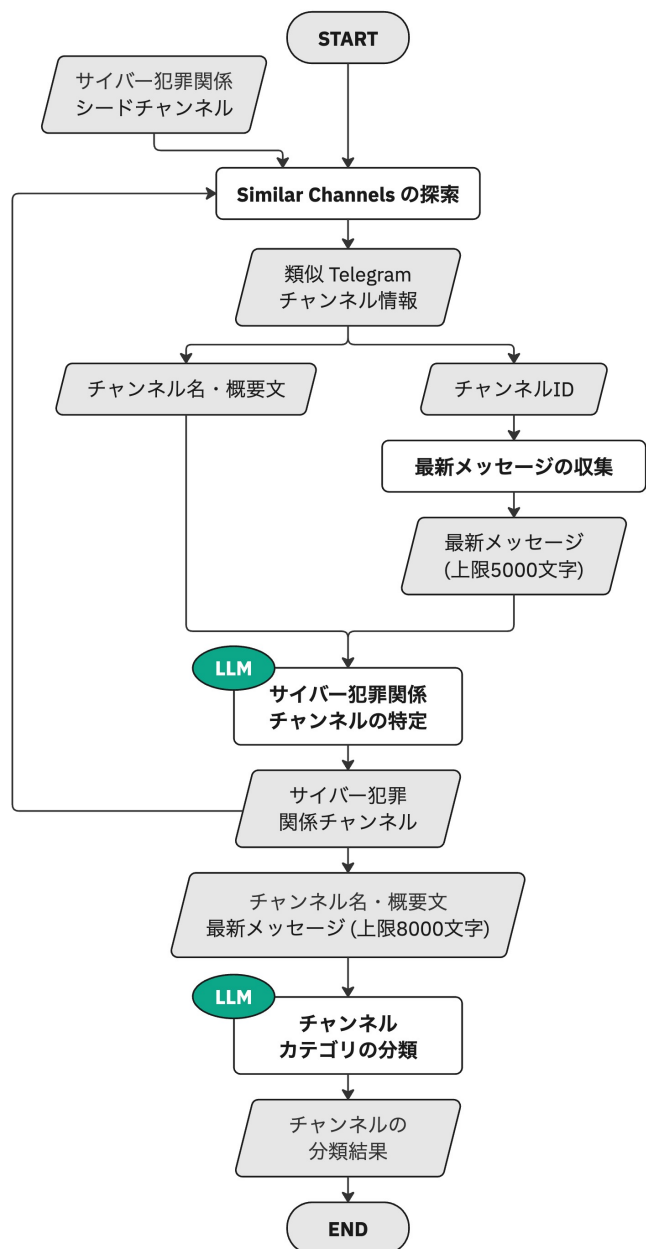 START
サイバー犯罪関係
シードチャンネル
Similar Channels の探索
類似 Telegram
チャンネル情報
チャンネル名・概要文
チャンネルID
最新メッセージの収集
最新メッセージ
(上限5000文字)
LLM
サイバー犯罪関係
チャンネルの特定
サイバー犯罪
関係チャンネル
チャンネル名・概要文
最新メッセージ (上限8000文字)
LLM
チャンネル
カテゴリの分類
チャンネルの
分類結果
END